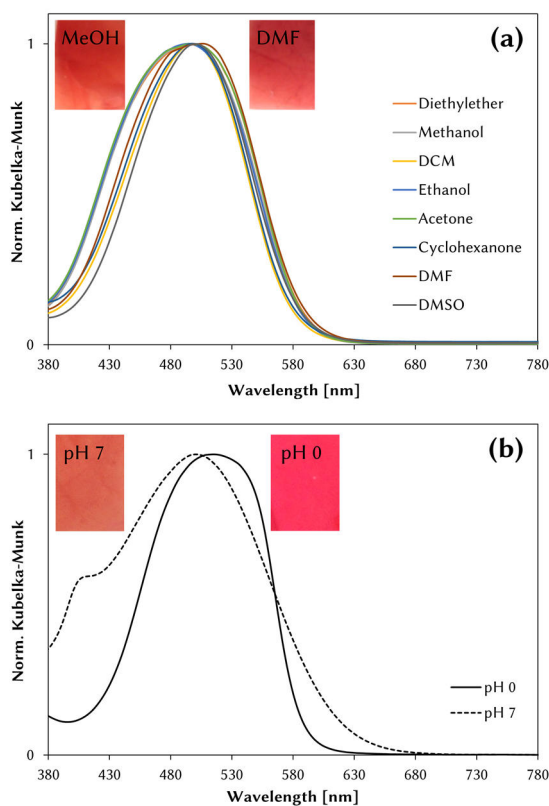 MeOH
DMF
(a)
1
Norm. Kubelka-Munk
Diethylether
Methanol
DCM
Ethanol
Acetone
Cyclohexanone
DMF
DMSO
0
380 430 480 530 580 630 680 730 780
Wavelength [nm]
pH 7
pH 0
(b)
1
Norm. Kubelka-Munk
pH 0
pH 7
0
380 430 480 530 580 630 680 730 780
Wavelength [nm]